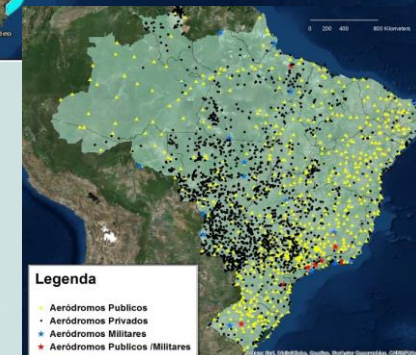 0 200 400 800 Kilometers
Legenda
Aeródromos Publicos
Aeródromos Privados
Aeródromos Militares
Aeródromos Publicos /Militares